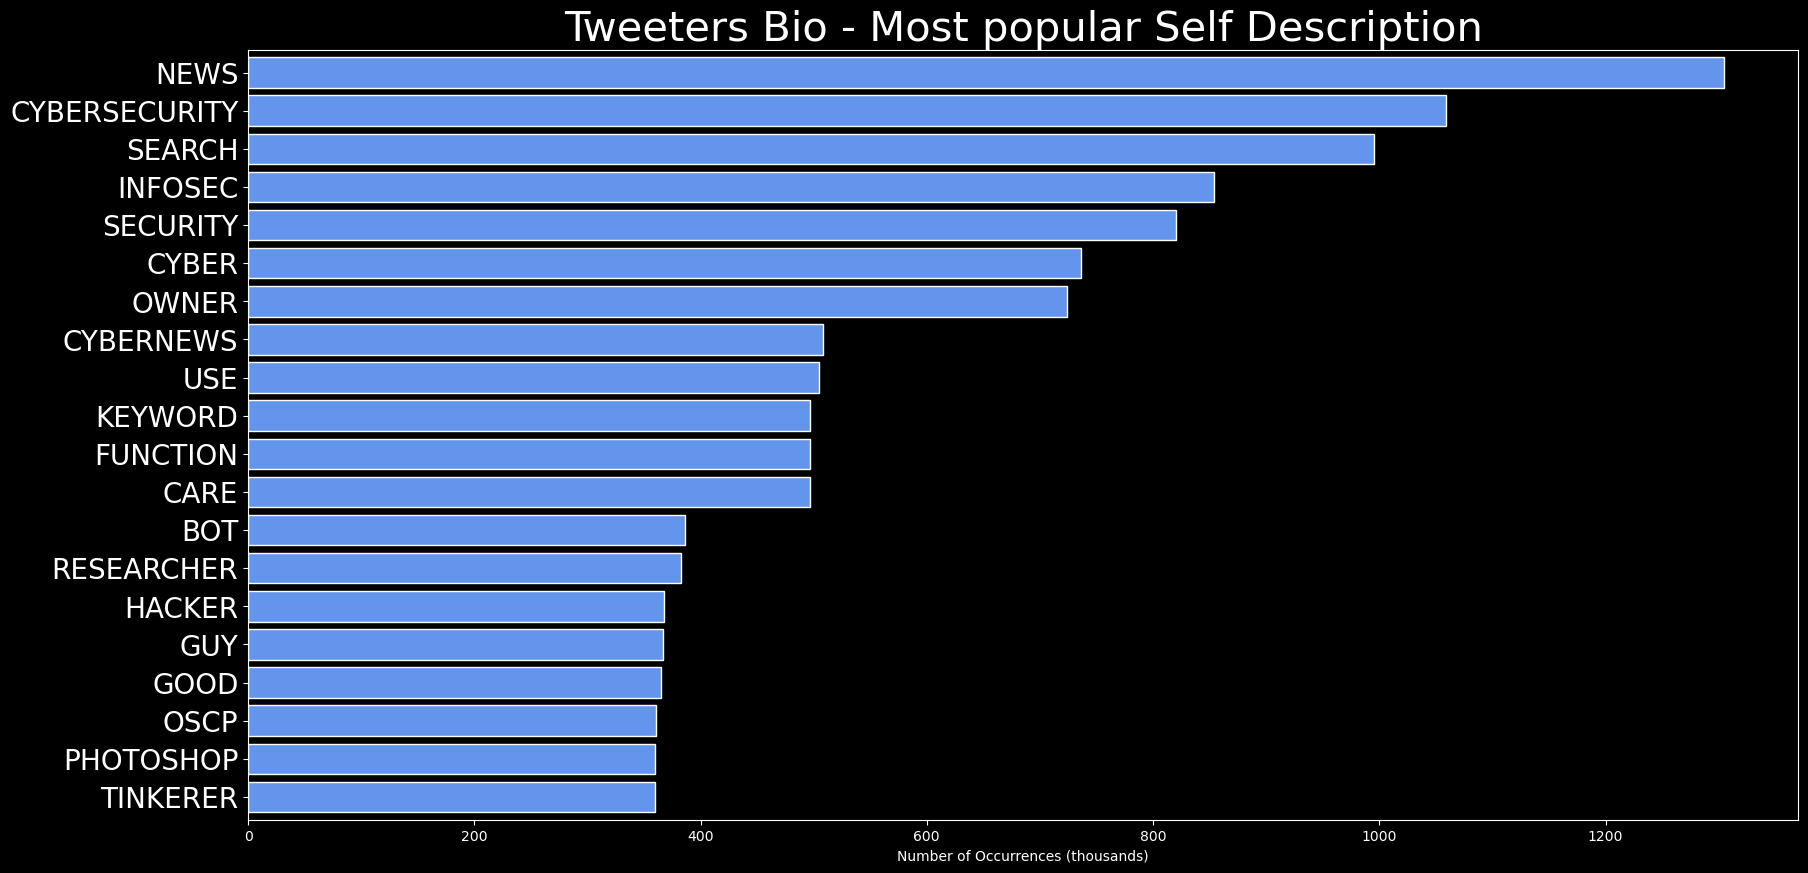 Tweeters Bio - Most popular Self Description
NEWS
CYBERSECURITY
SEARCH
INFOSEC
SECURITY
CYBER
OWNER
CYBERNEWS
USE
KEYWORD
FUNCTION
CARE
BOT
RESEARCHER
HACKER
GUY
GOOD
OSCP
PHOTOSHOP
TINKERER
0 200 400 600 800 1000 1200
Number of Occurrences (thousands)